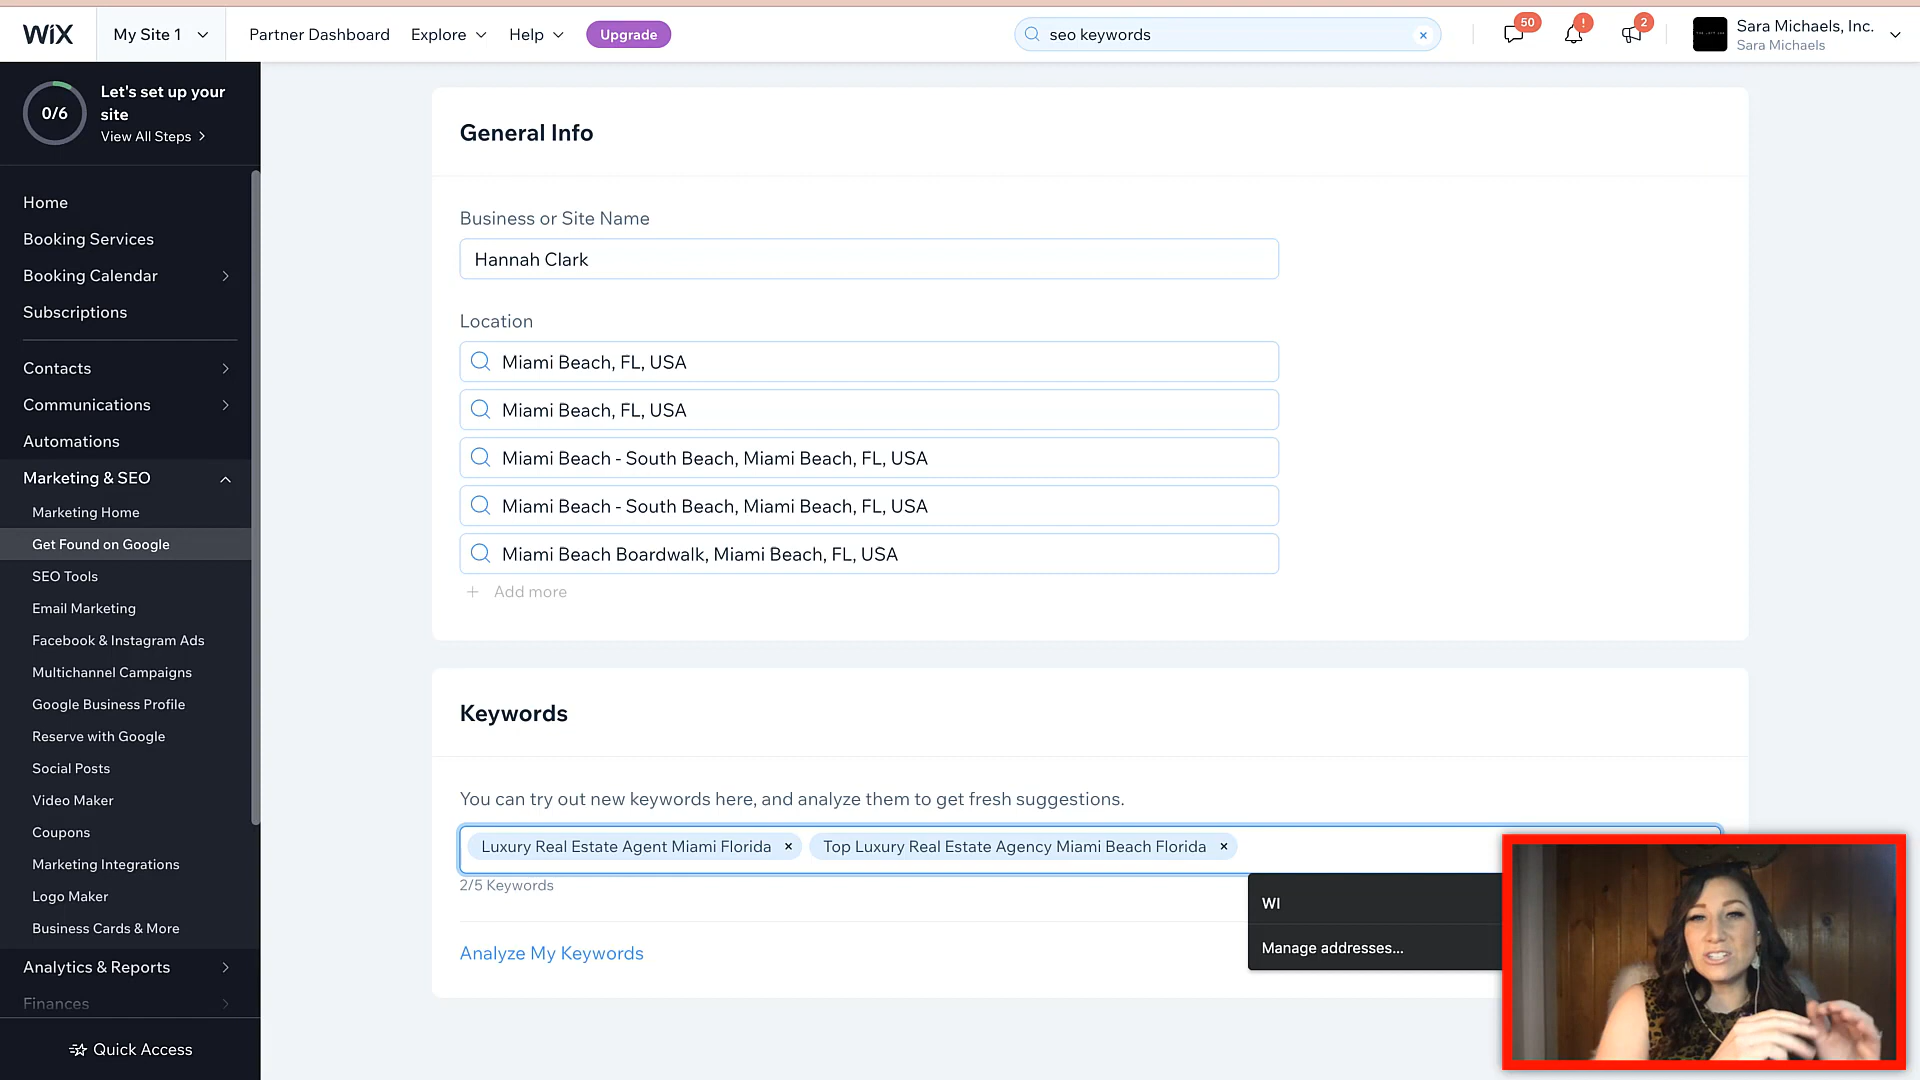 WiX
My Site 1
Partner Dashboard
Explore
Help
Upgrade
seo keywords
50
!
2
Sara Michaels, Inc.
Sara Michaels
0/6
Let's set up your
site
View All Steps
Home
Booking Services
Booking Calendar
Subscriptions
Contacts
Communications
Automations
Marketing & SEO
Marketing Home
Get Found on Google
SEO Tools
Email Marketing
Facebook & Instagram Ads
Multichannel Campaigns
Google Business Profile
Reserve with Google
Social Posts
Video Maker
Coupons
Marketing Integrations
Logo Maker
Business Cards & More
Analytics & Reports
Finances
Quick Access
General Info
Business or Site Name
Hannah Clark
Location
Miami Beach, FL, USA
Miami Beach, FL, USA
Miami Beach - South Beach, Miami Beach, FL, USA
Miami Beach - South Beach, Miami Beach, FL, USA
Miami Beach Boardwalk, Miami Beach, FL, USA
+ Add more
Keywords
You can try out new keywords here, and analyze them to get fresh suggestions.
Luxury Real Estate Agent Miami Florida × Top Luxury Real Estate Agency Miami Beach Florida ×
2/5 Keywords
WI
Manage addresses...
Analyze My Keywords